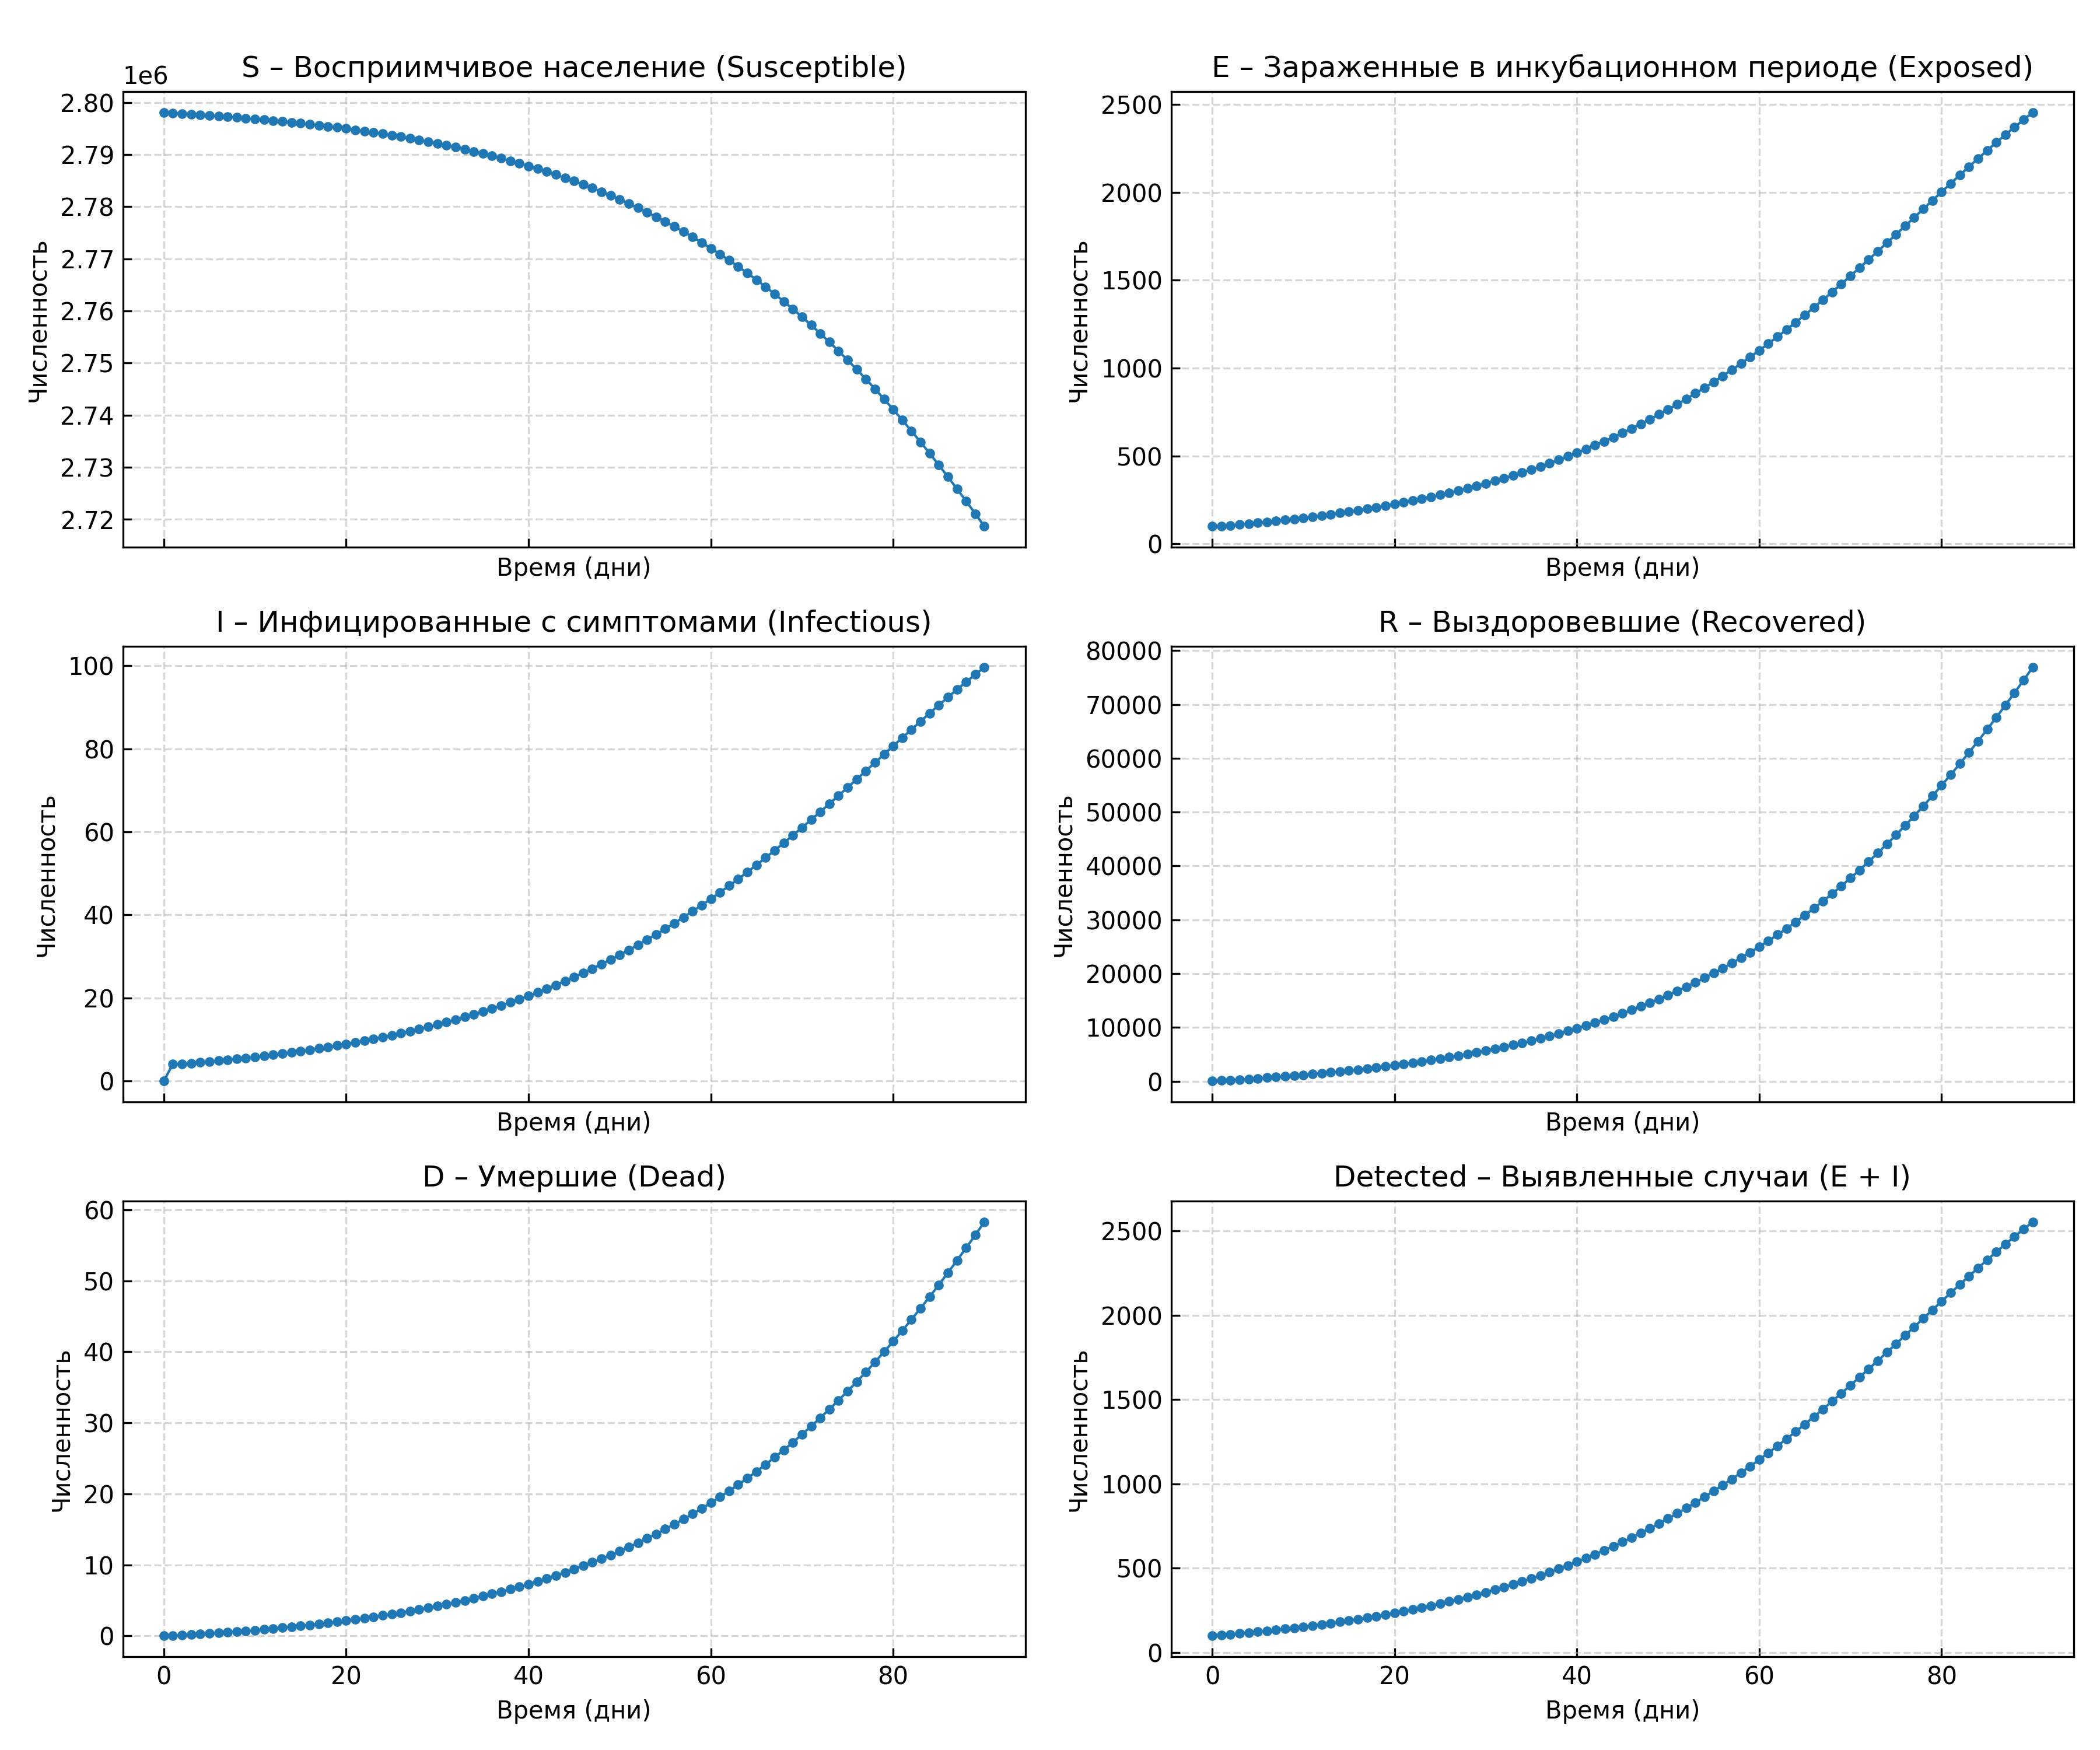 S – Восприимчивое население (Susceptible)
1e6
2.80
2.79
2.78
2.77
2.76
2.75
2.74
2.73
2.72
Численность
Время (дни)
E – Зараженные в инкубационном периоде (Exposed)
2500
2000
1500
1000
500
0
Численность
Время (дни)
I – Инфицированные с симптомами (Infectious)
100
80
60
40
20
0
Численность
Время (дни)
R – Выздоровевшие (Recovered)
80000
70000
60000
50000
40000
30000
20000
10000
0
Численность
Время (дни)
D – Умершие (Dead)
60
50
40
30
20
10
0
Численность
0 20 40 60 80
Время (дни)
Detected – Выявленные случаи (E + I)
2500
2000
1500
1000
500
0
Численность
0 20 40 60 80
Время (дни)